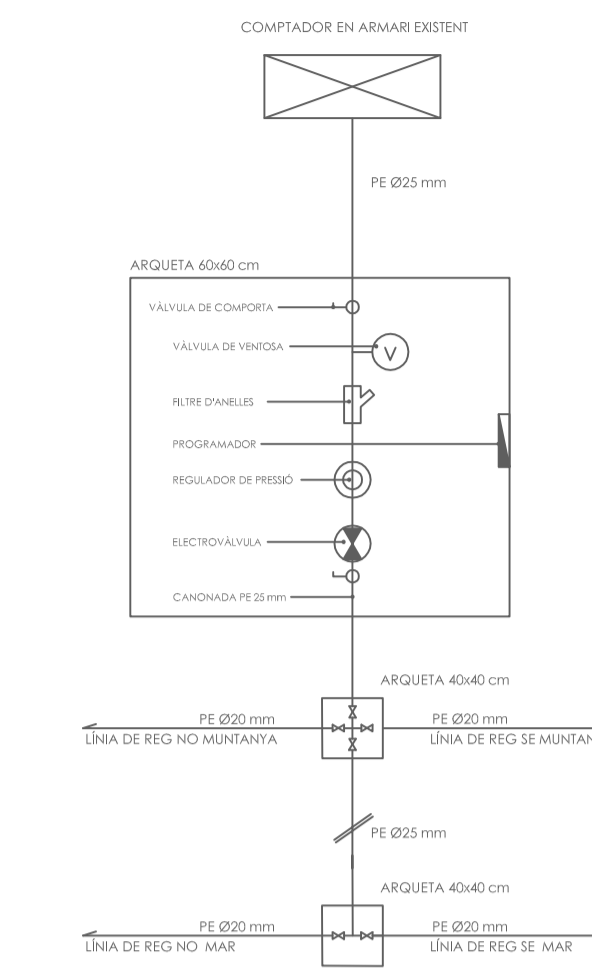 COMPTADOR EN ARMARI EXISTENT
PE Ø25 mm
ARQUETA 60x60 cm
VÀLVULA DE COMPORTA
VÀLVULA DE VENTOSA
V
FILTRE D'ANELLES
PROGRAMADOR
REGULADOR DE PRESSIÓ
ELECTROVÀLVULA
CANONADA PE 25 mm
ARQUETA 40x40 cm
PE Ø20 mm
PE Ø20 mm
LÍNIA DE REG NO MUNTANYA
LÍNIA DE REG SE MUNTAN
PE Ø25 mm
ARQUETA 40x40 cm
PE Ø20 mm
PE Ø20 mm
LÍNIA DE REG NO MAR
LÍNIA DE REG SE MAR